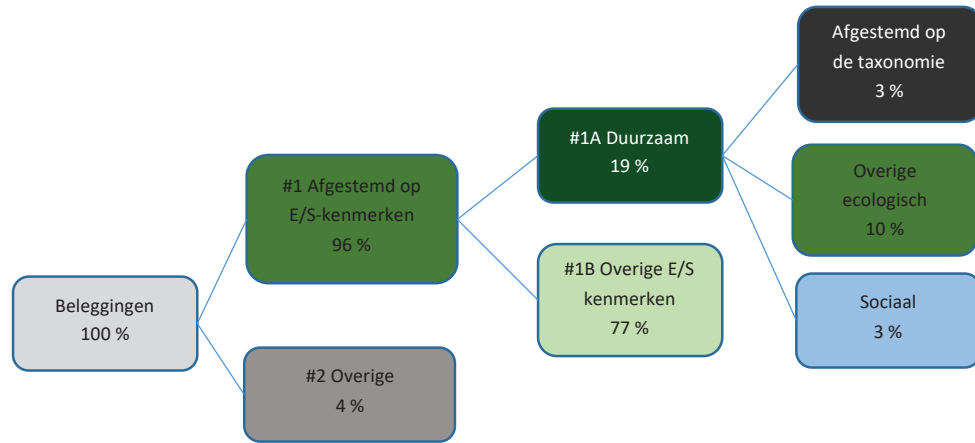 Beleggingen
100 %
#1 Afgestemd op
E/S-kenmerken
96 %
#2 Overige
4 %
#1A Duurzaam
19 %
#1B Overige E/S
kenmerken
77 %
Afgestemd op
de taxonomie
3 %
Overige
ecologisch
10 %
Sociaal
3 %